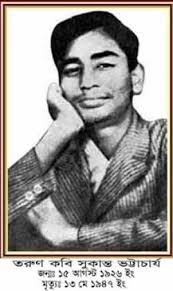 তরুণ কবি সুকান্ত ভট্টাচার্য
জন্মঃ ১৫ আগস্ট ১৯২৬ ইং
মৃত্যুঃ ১৩ মে ১৯৪৭ ইং